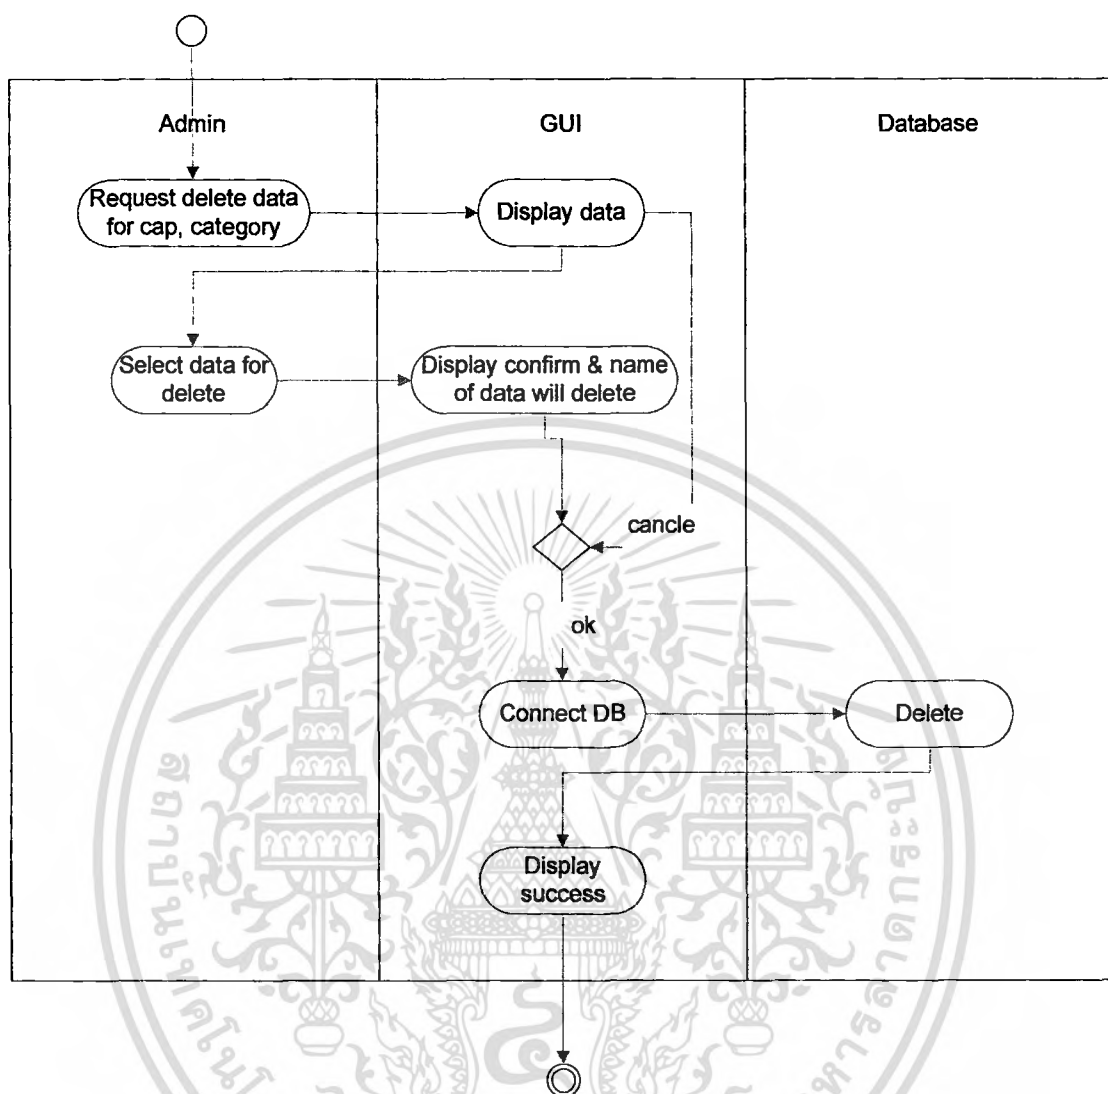 Admin
GUI
Database
Request delete data
for cap, category
Display data
Select data for
delete
Display confirm & name
of data will delete
cancle
ok
Connect DB
Delete
Display
success